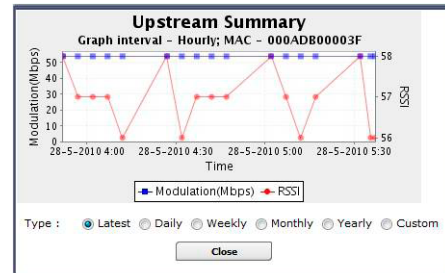 Upstream Summary
Graph interval - Hourly; MAC - 000ADB00003F
Modulation(Mbps)
50
40
30
20
10
0
58
57
56
RSSI
28-5-2010 4:00 28-5-2010 4:30 28-5-2010 5:00 28-5-2010 5:30
Time
Modulation(Mbps) RSSI
Type : Latest Daily Weekly Monthly Yearly Custom
Close